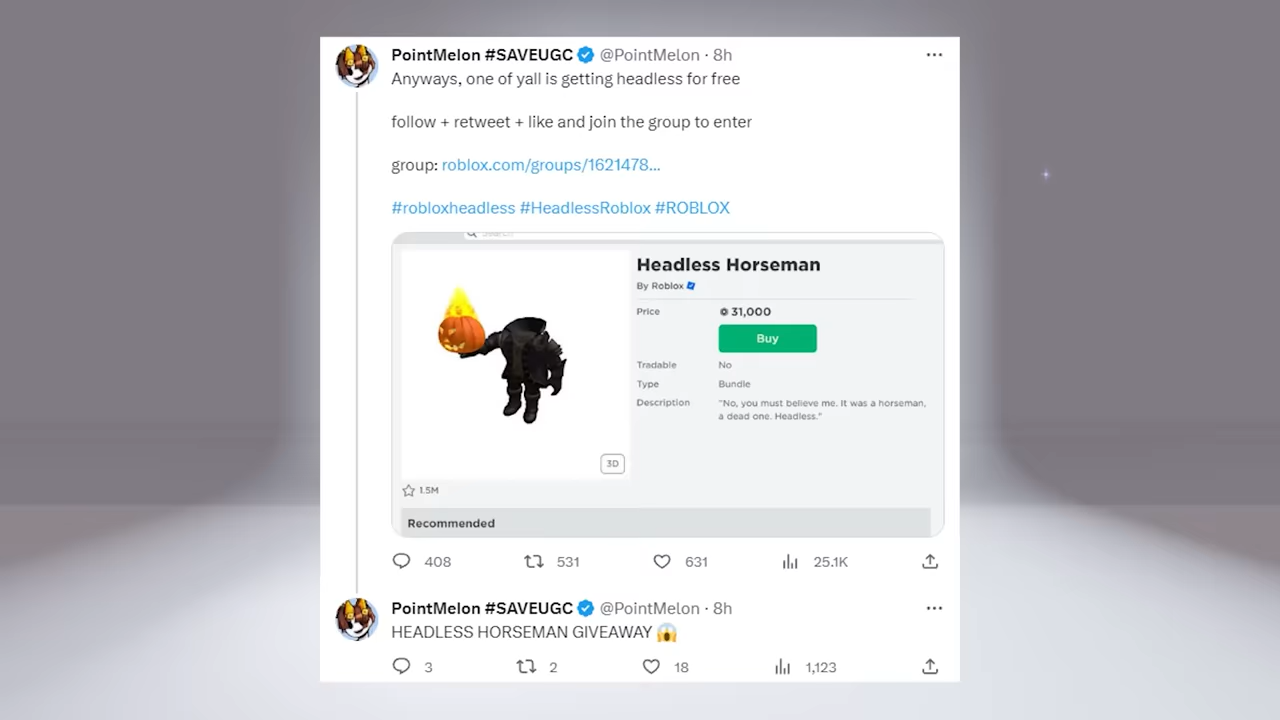 PointMelon #SAVEUGC @PointMelon · 8h
Anyways, one of yall is getting headless for free
follow + retweet + like and join the group to enter
group: roblox.com/groups/1621478...
#robloxheadless #HeadlessRoblox #ROBLOX
Headless Horseman
By Roblox
Price 31,000
Buy
Tradable No
Type Bundle
Description "No, you must believe me. It was a horseman,
a dead one. Headless."
3D
1.5M
Recommended
408 531 631 25.1K
PointMelon #SAVEUGC @PointMelon · 8h
HEADLESS HORSEMAN GIVEAWAY 😱
3 2 18 1,123